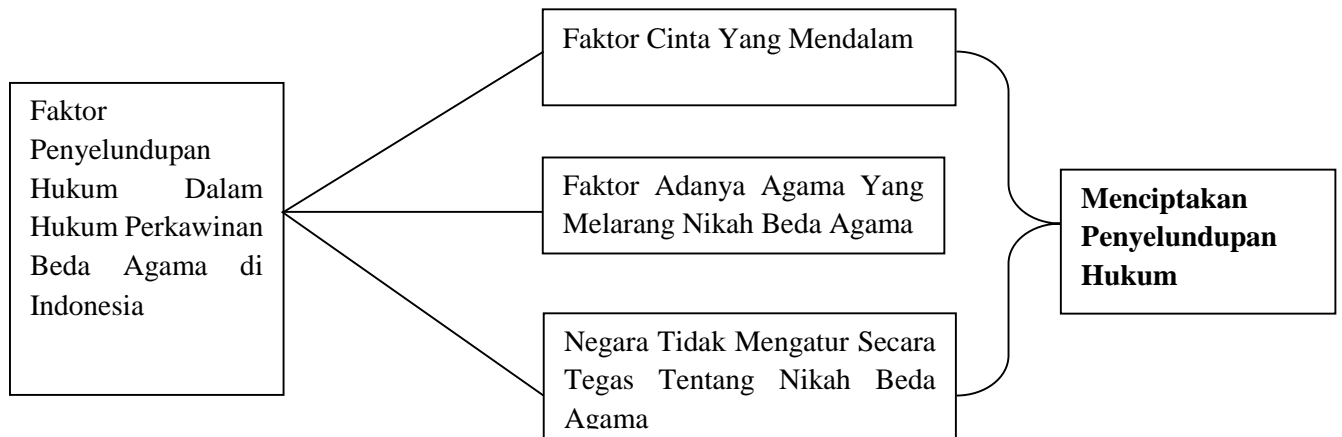 Faktor
Penyelundupan
Hukum Dalam
Hukum Perkawinan
Beda Agama di
Indonesia
Faktor Cinta Yang Mendalam
Faktor Adanya Agama Yang
Melarang Nikah Beda Agama
Negara Tidak Mengatur Secara
Tegas Tentang Nikah Beda
Agama
Menciptakan
Penyelundupan
Hukum